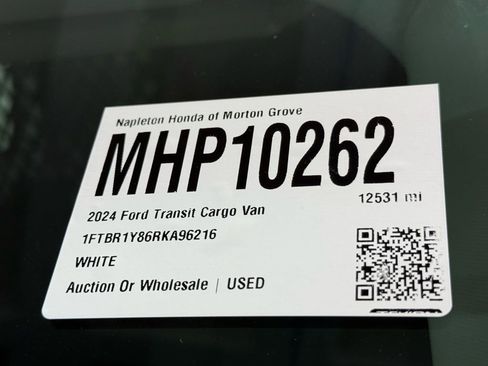 Napleton Honda of Morton Grove
MHP10262
12531 mi
2024 Ford Transit Cargo Van
1FTBR1Y86RKA96216
WHITE
Auction Or Wholesale | USED